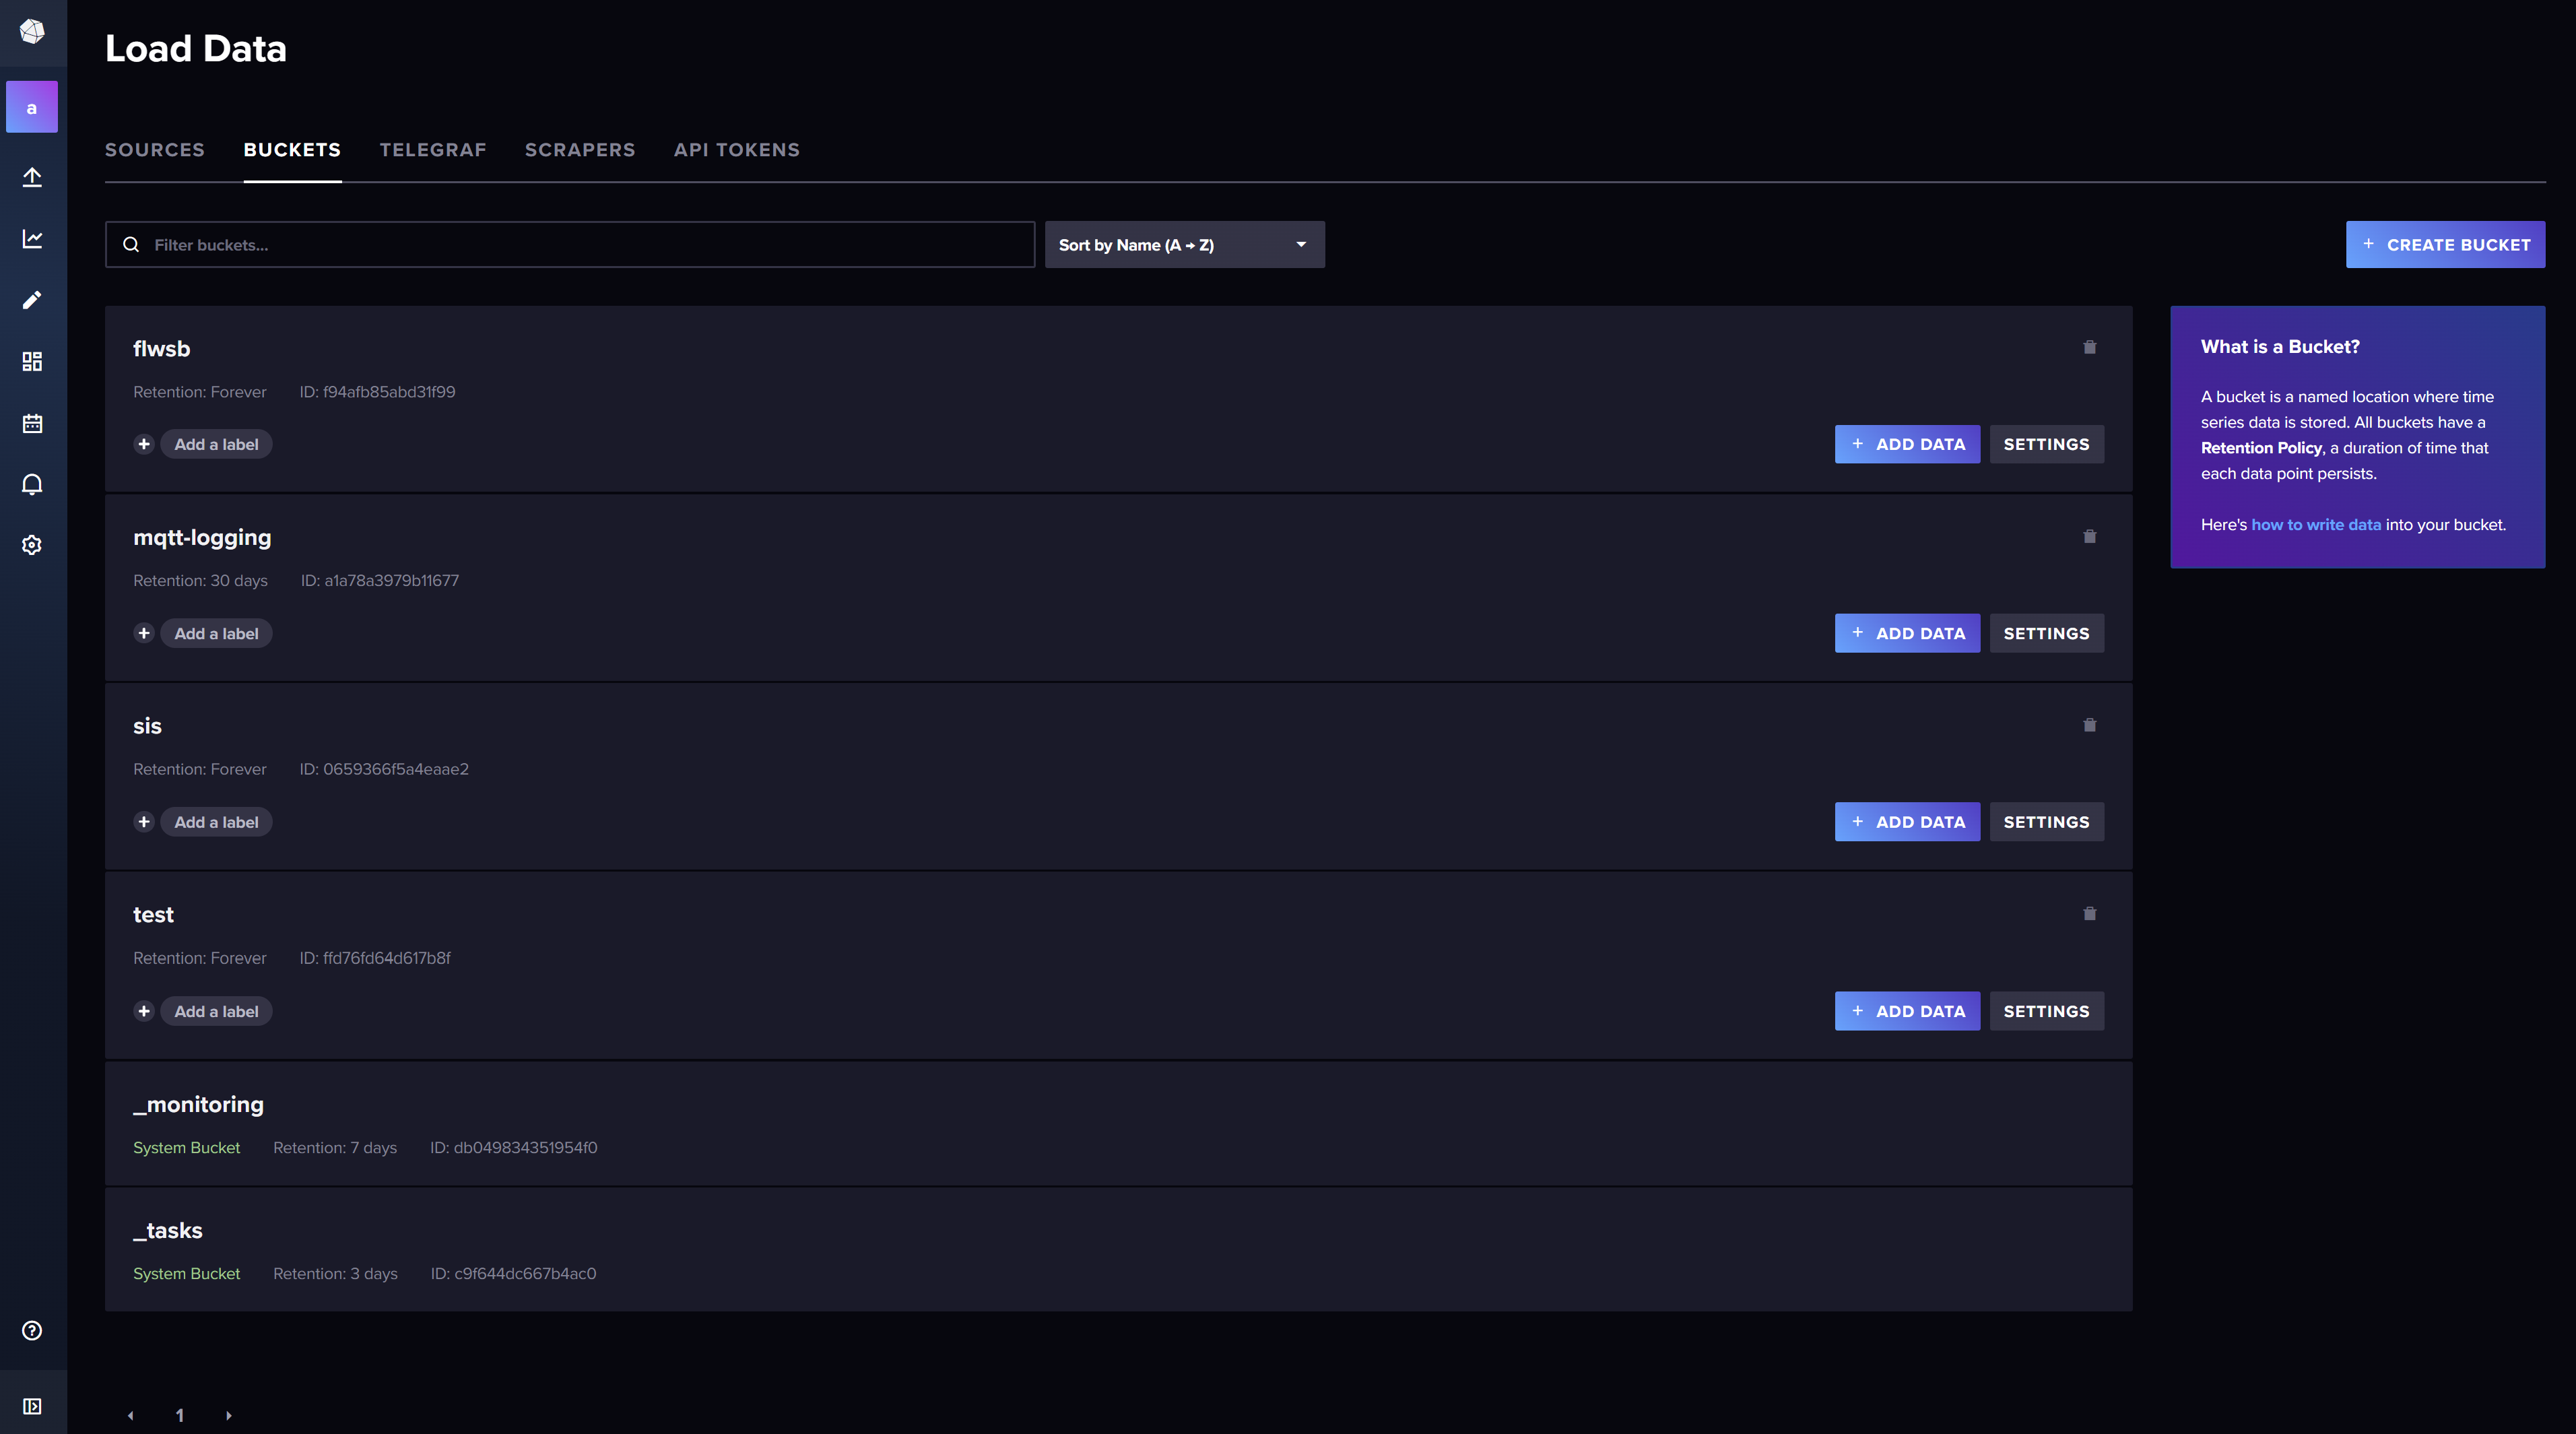 Load Data
a
SOURCES BUCKETS TELEGRAF SCRAPERS API TOKENS
Filter buckets...
Sort by Name (A → Z)
+ CREATE BUCKET
flwsb
Retention: Forever ID: f94afb85abd31f99
+ Add a label
+ ADD DATA SETTINGS
mqtt-logging
Retention: 30 days ID: a1a78a3979b11677
+ Add a label
+ ADD DATA SETTINGS
sis
Retention: Forever ID: 0659366f5a4eaae2
+ Add a label
+ ADD DATA SETTINGS
test
Retention: Forever ID: ffd76fd64d617b8f
+ Add a label
+ ADD DATA SETTINGS
_monitoring
System Bucket Retention: 7 days ID: db049834351954f0
_tasks
System Bucket Retention: 3 days ID: c9f644dc667b4ac0
What is a Bucket?
A bucket is a named location where time
series data is stored. All buckets have a
Retention Policy, a duration of time that
each data point persists.
Here's how to write data into your bucket.
1